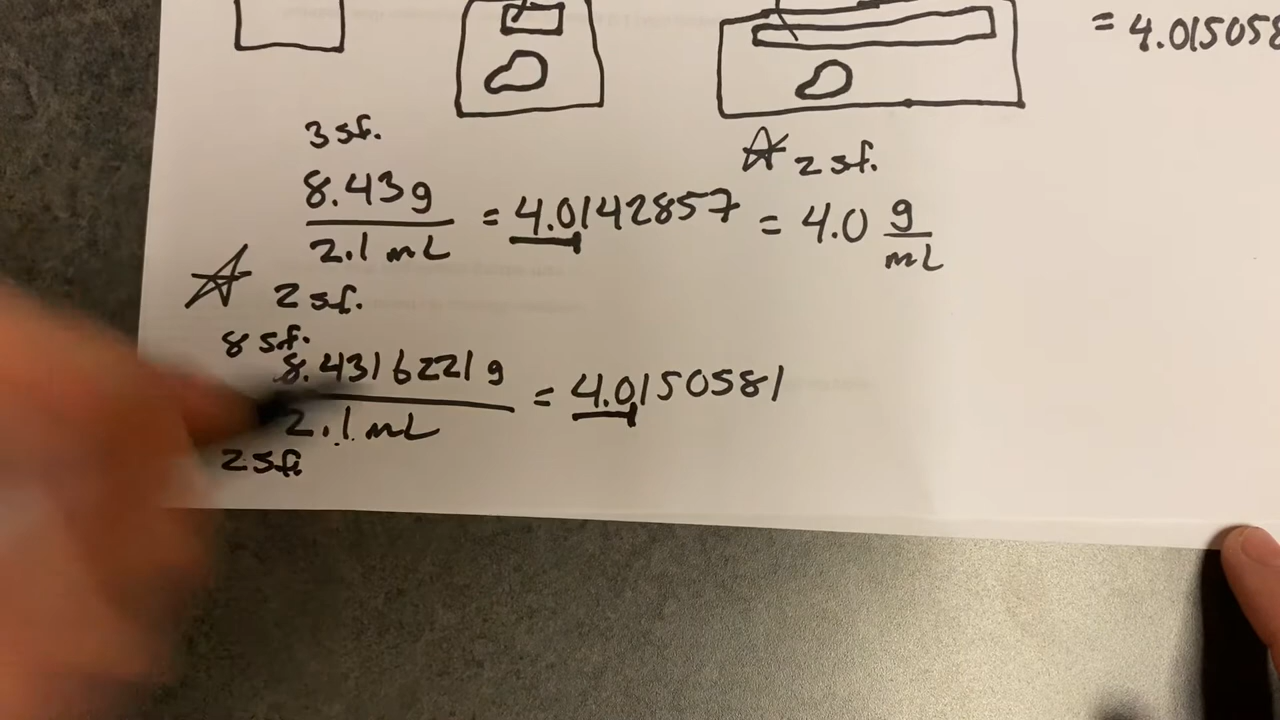 = 4.015058
3 sf.
8.43 g
2.1 mL
= 4.0142857
2 sf.
= 4.0 g
mL
2 sf.
8 sf.
8.4316221 g
2.1 mL
= 4.0150581
2 sf.